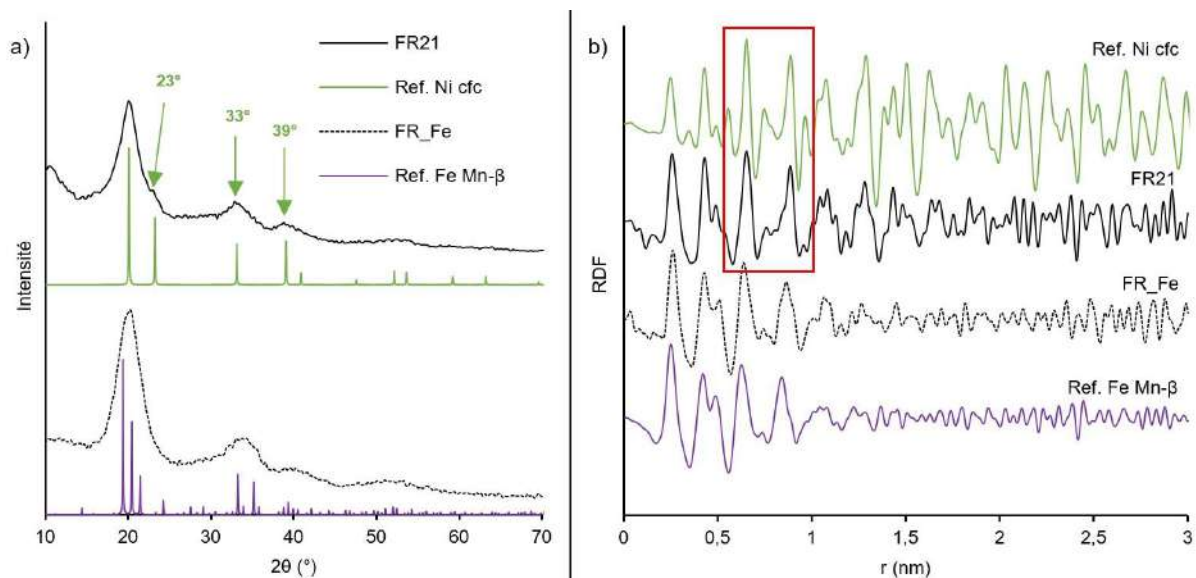 a)
FR21
Ref. Ni cfc
FR_Fe
Ref. Fe Mn-β
23°
33°
39°
Intensité
10 20 30 40 50 60 70
2θ (°)
b)
Ref. Ni cfc
FR21
FR_Fe
Ref. Fe Mn-β
RDF
0 0,5 1 1,5 2 2,5 3
r (nm)